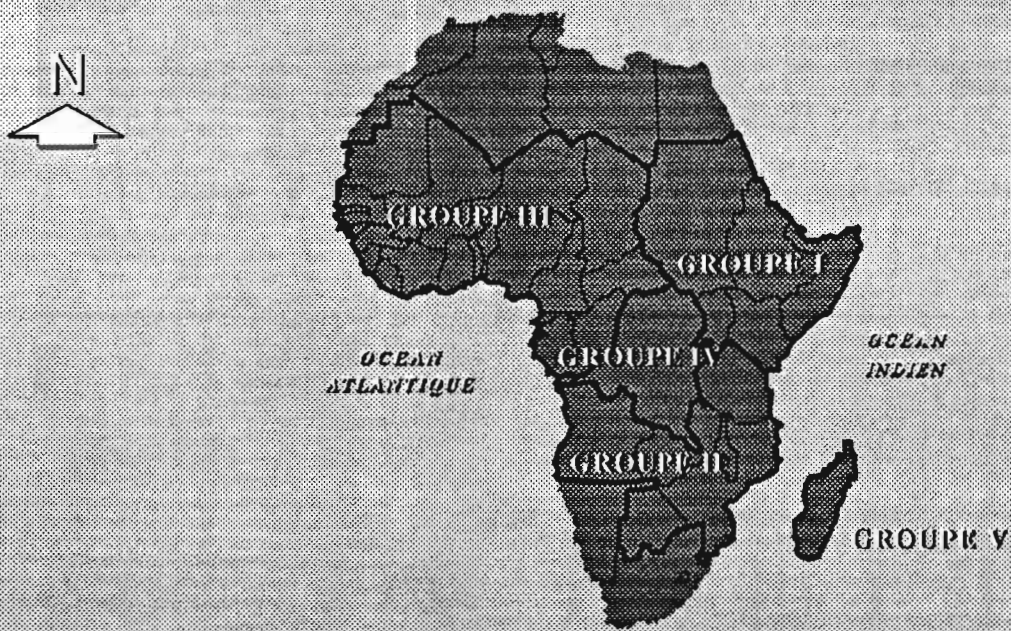 N
GROUPE III
GROUPE I
OCEAN
ATLANTIQUE
GROUPE IV
OCEAN
INDIEN
GROUPE II
GROUPE V